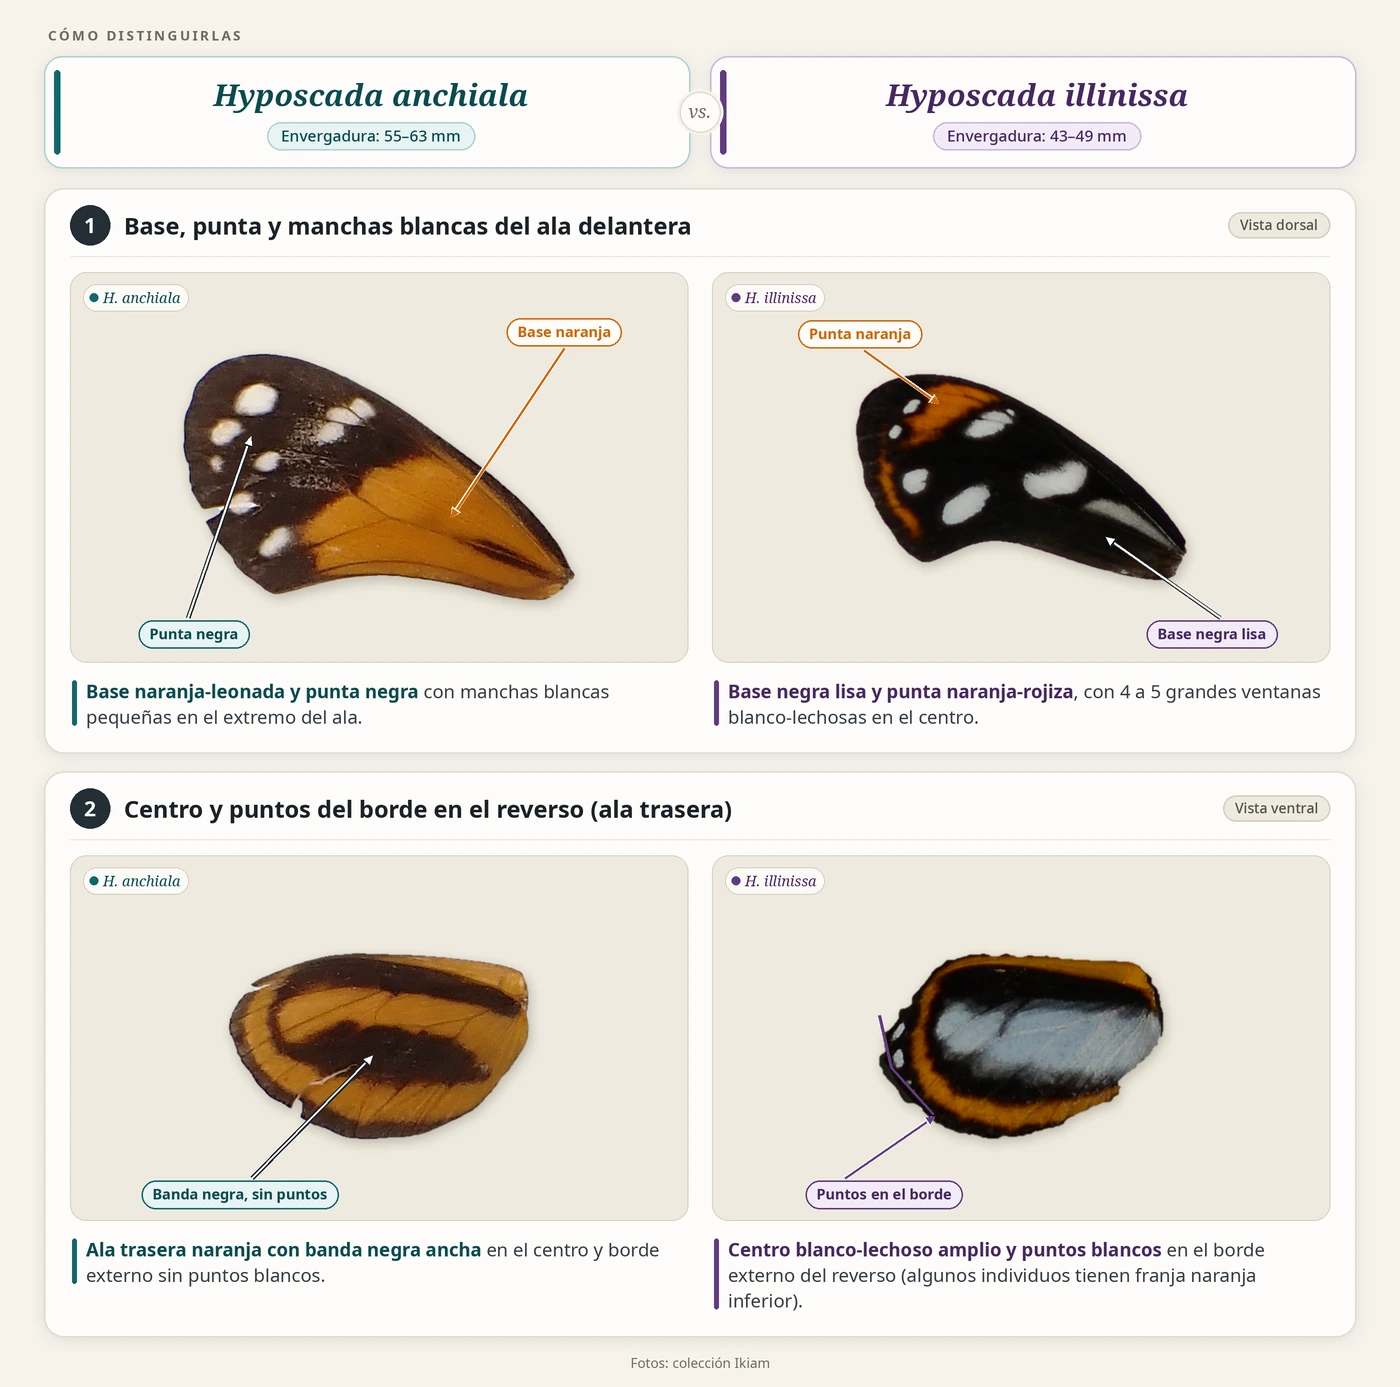 CÓMO DISTINGUIRLAS
Hyposcada anchiala
Envergadura: 55–63 mm
vs.
Hyposcada illinissa
Envergadura: 43–49 mm
1
Base, punta y manchas blancas del ala delantera
Vista dorsal
H. anchiala
Base naranja
Punta negra
H. illinissa
Punta naranja
Base negra lisa
Base naranja-leonada y punta negra con manchas blancas
pequeñas en el extremo del ala.
Base negra lisa y punta naranja-rojiza, con 4 a 5 grandes ventanas
blanco-lechosas en el centro.
2
Centro y puntos del borde en el reverso (ala trasera)
Vista ventral
H. anchiala
Banda negra, sin puntos
H. illinissa
Puntos en el borde
Ala trasera naranja con banda negra ancha en el centro y borde
externo sin puntos blancos.
Centro blanco-lechoso amplio y puntos blancos en el borde
externo del reverso (algunos individuos tienen franja naranja
inferior).
Fotos: colección Ikiam